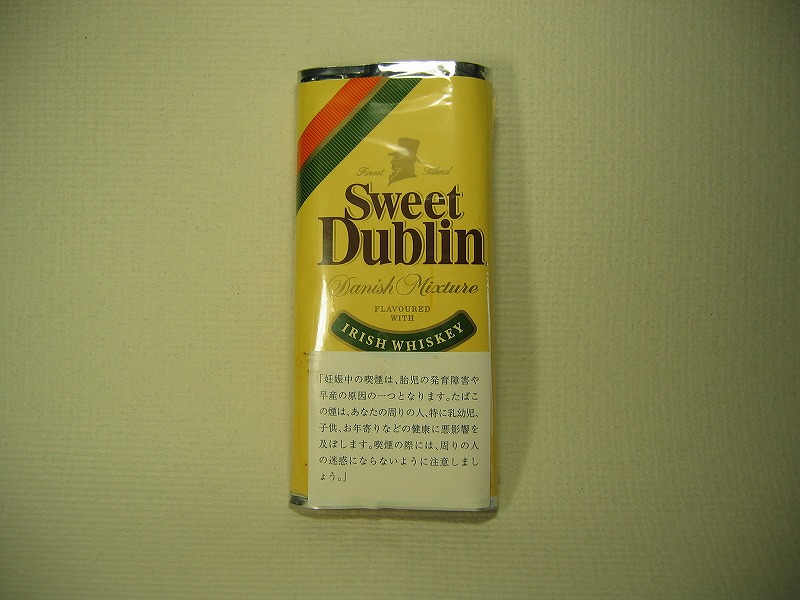 Finest Blend
Sweet
Dublin
Danish Mixture
FLAVOURED
WITH
IRISH WHISKEY
「妊娠中の喫煙は、胎児の発育障害や
早産の原因の一つとなります。たばこ
の煙は、あなたの周りの人、特に乳幼児、
子供、お年寄りなどの健康に悪影響を
及ぼします。喫煙の際には、周りの人
の迷惑にならないように注意しまし
ょう。」